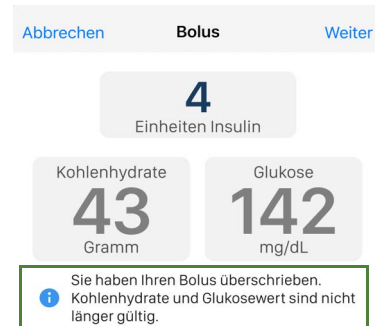 Abbrechen Bolus Weiter
4
Einheiten Insulin
Kohlenhydrate Glukose
43 142
Gramm mg/dL
Sie haben Ihren Bolus überschrieben.
Kohlenhydrate und Glukosewert sind nicht
länger gültig.